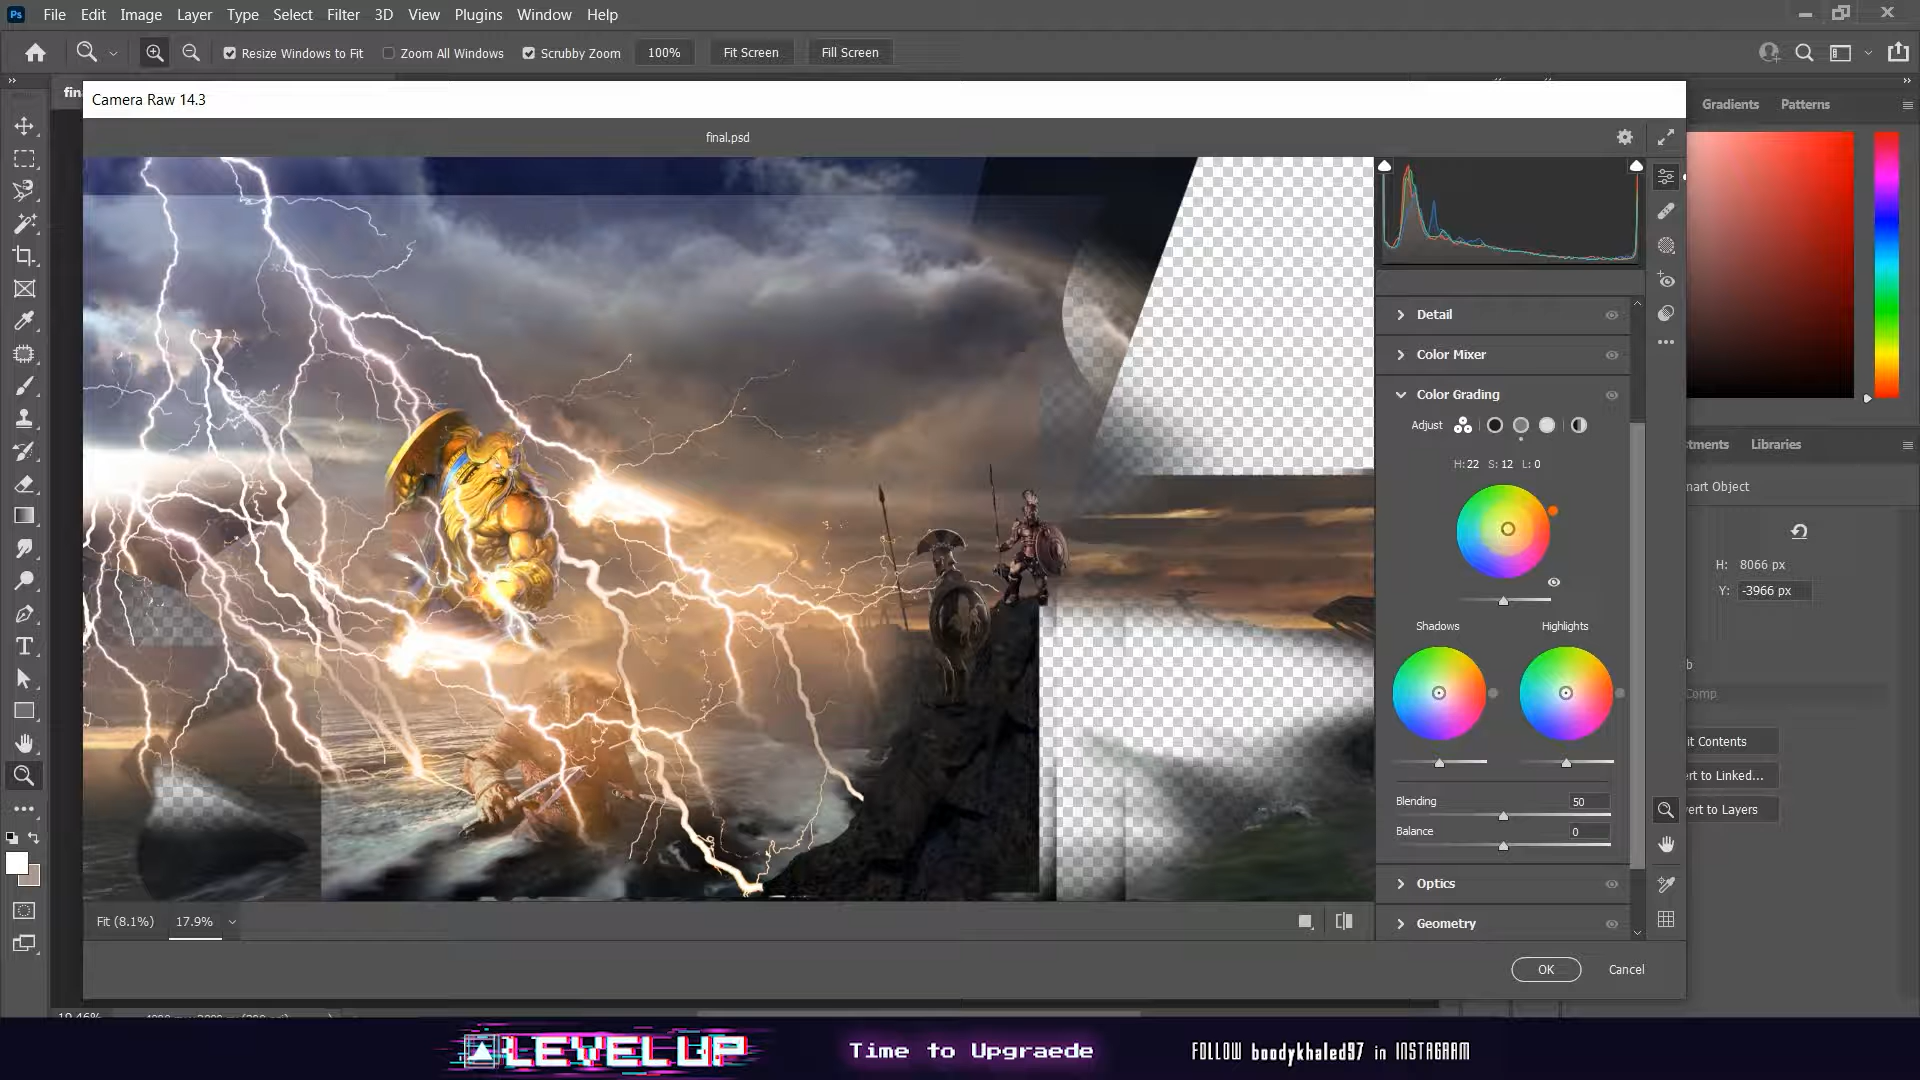 Ps File Edit Image Layer Type Select Filter 3D View Plugins Window Help
Resize Windows to Fit Zoom All Windows Scrubby Zoom 100% Fit Screen Fill Screen
Camera Raw 14.3
Gradients Patterns
final.psd
Detail
Color Mixer
Color Grading
Adjust
H: 22 S: 12 L: 0
Shadows Highlights
Blending 50
Balance 0
Optics
Geometry
Libraries
H: 8066 px
Y: -3966 px
Fit (8.1%) 17.9%
OK Cancel
LEVEL UP Time to Upgraede FOLLOW boodykhaled97 in INSTAGRAM